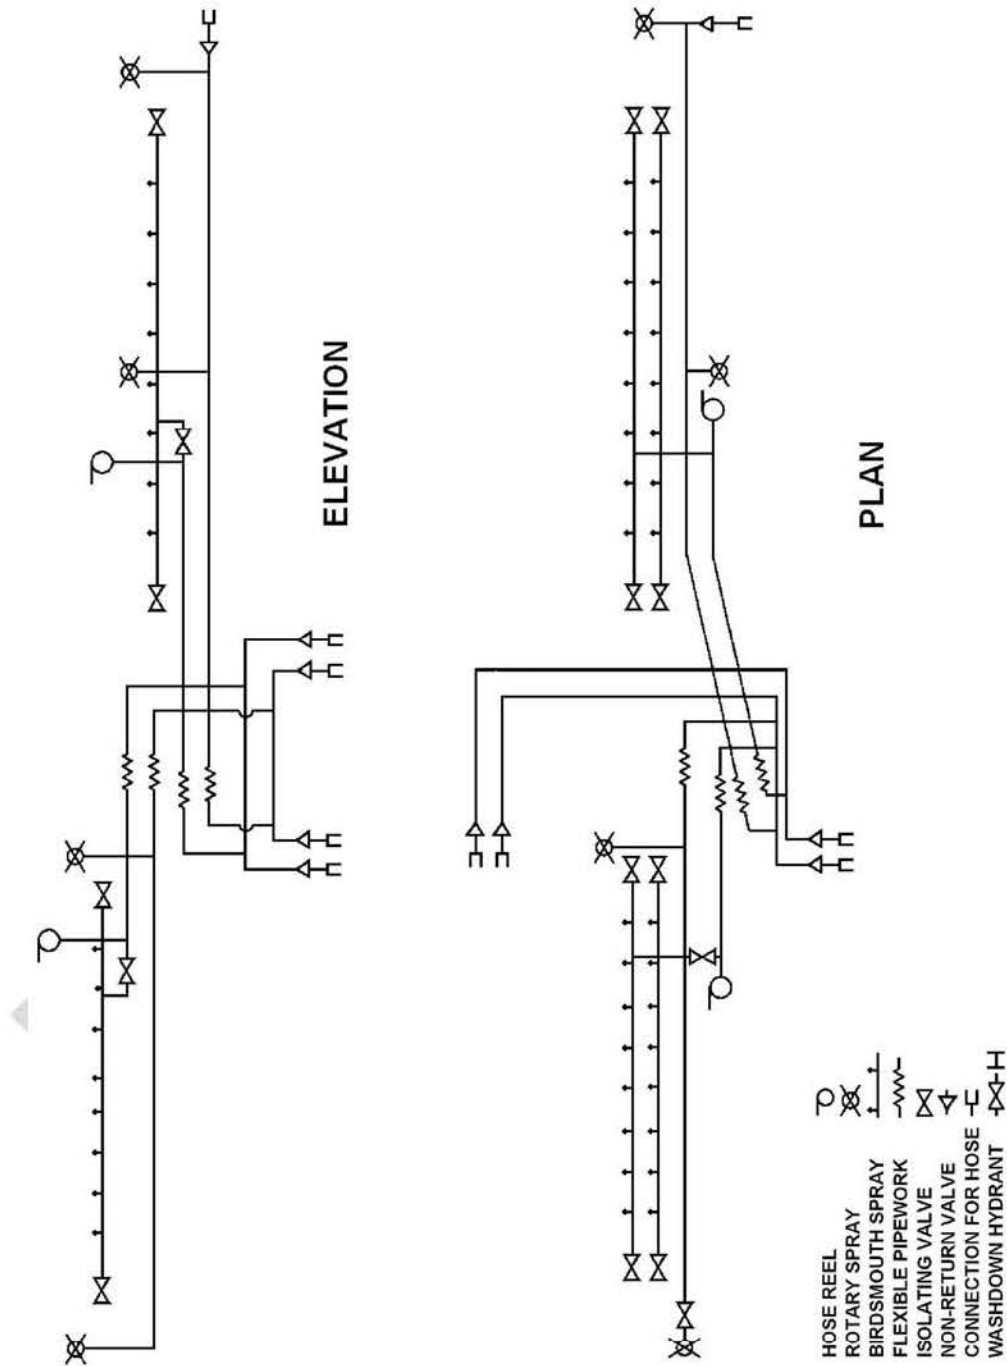 ELEVATION
PLAN
HOSE REEL
ROTARY SPRAY
BIRDSMOUTH SPRAY
FLEXIBLE PIPEWORK
ISOLATING VALVE
NON-RETURN VALVE
CONNECTION FOR HOSE
WASHDOWN HYDRANT